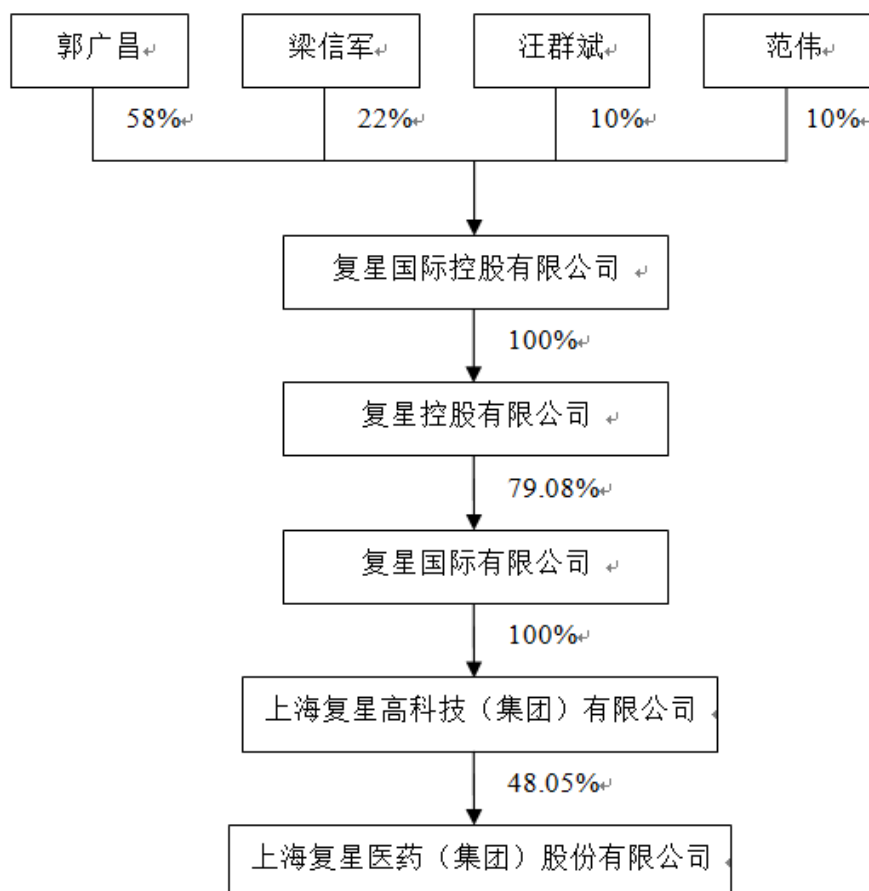 郭广昌 梁信军 汪群斌 范伟
58% 22% 10% 10%
复星国际控股有限公司
100%
复星控股有限公司
79.08%
复星国际有限公司
100%
上海复星高科技（集团）有限公司
48.05%
上海复星医药（集团）股份有限公司